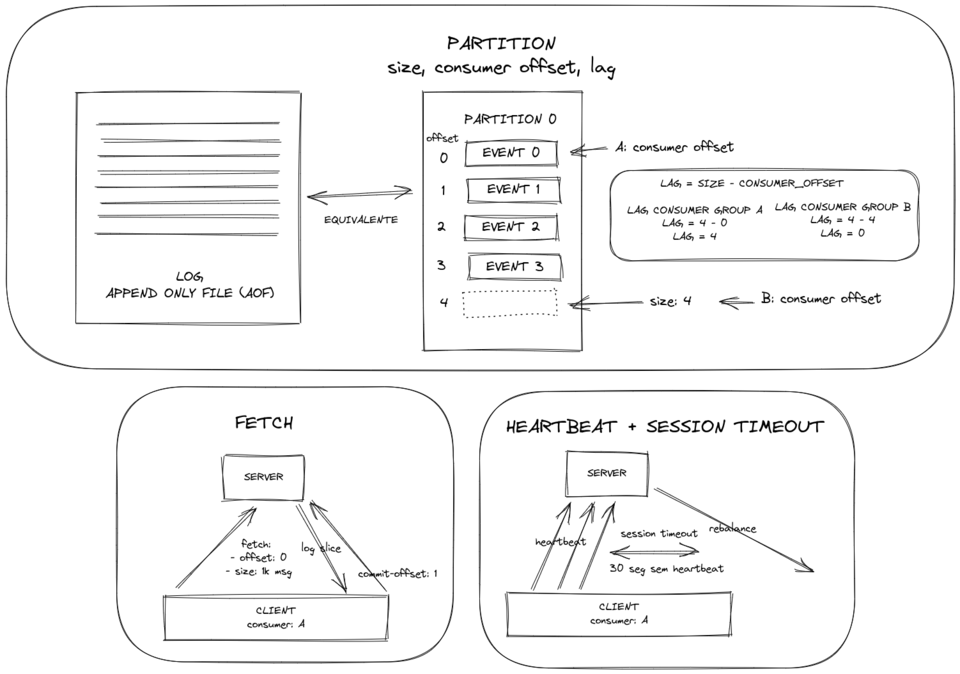 PARTITION
size, consumer offset, lag
LOG,
APPEND ONLY FILE (AOF)
EQUIVALENTE
PARTITION 0
offset
0
EVENT 0
1
EVENT 1
2
EVENT 2
3
EVENT 3
4
A: consumer offset
size: 4
B: consumer offset
LAG = SIZE - CONSUMER_OFFSET
LAG CONSUMER GROUP A
LAG = 4 - 0
LAG = 4
LAG CONSUMER GROUP B
LAG = 4 - 4
LAG = 0
FETCH
SERVER
fetch:
- offset: 0
- size: 1k msg
log slice
commit-offset: 1
CLIENT
consumer: A
HEARTBEAT + SESSION TIMEOUT
SERVER
heartbeat
session timeout
30 seg sem heartbeat
rebalance
CLIENT
consumer: A